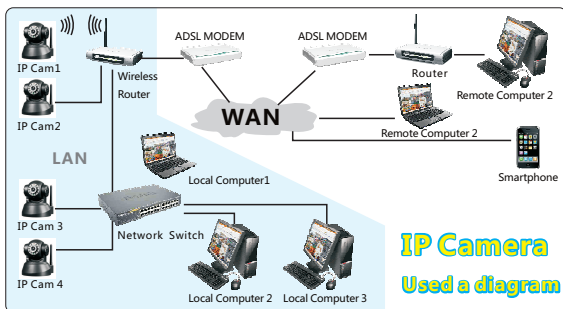 IP Cam1
ADSL MODEM
ADSL MODEM
Wireless
Router
Router
Remote Computer 2
IP Cam2
WAN
Remote Computer 2
LAN
Local Computer1
Smartphone
IP Cam 3
Network Switch
IP Cam 4
Local Computer 2
Local Computer 3
IP Camera
Used a diagram